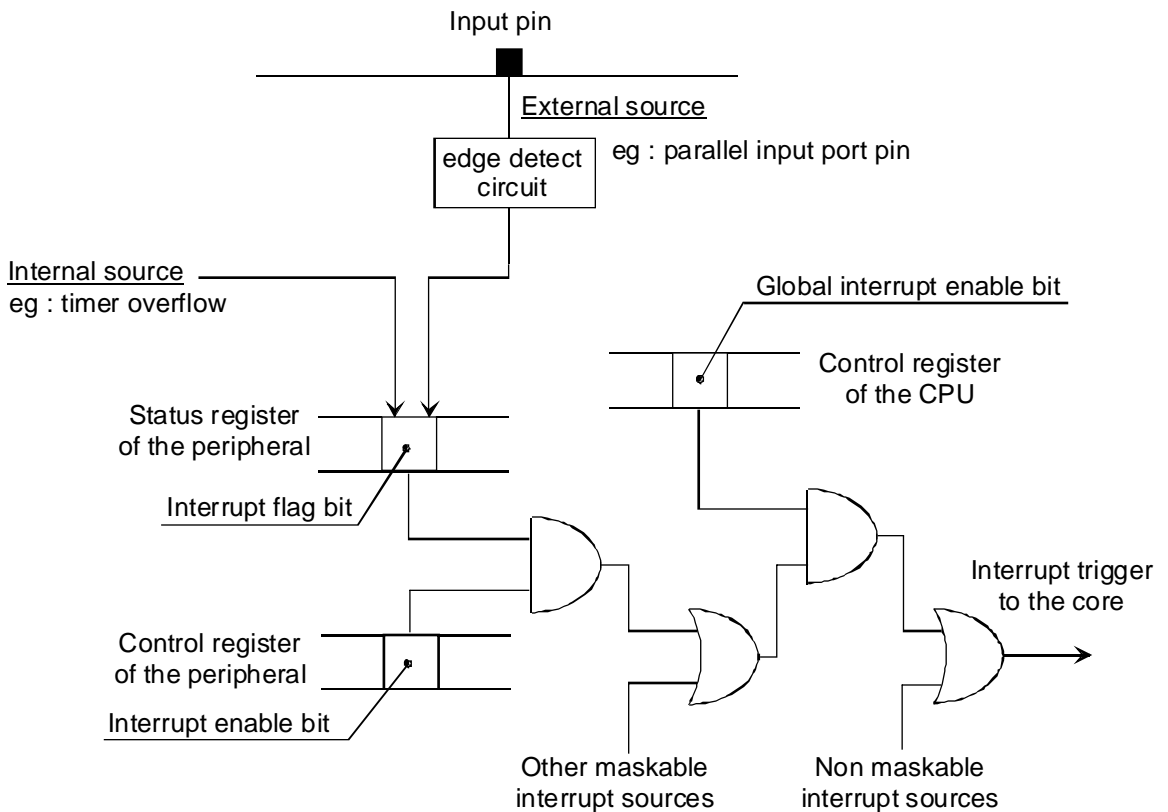 Input pin
External source
edge detect
circuit
eg : parallel input port pin
Internal source
eg : timer overflow
Global interrupt enable bit
Control register
of the CPU
Status register
of the peripheral
Interrupt flag bit
Interrupt trigger
to the core
Control register
of the peripheral
Interrupt enable bit
Other maskable
interrupt sources
Non maskable
interrupt sources